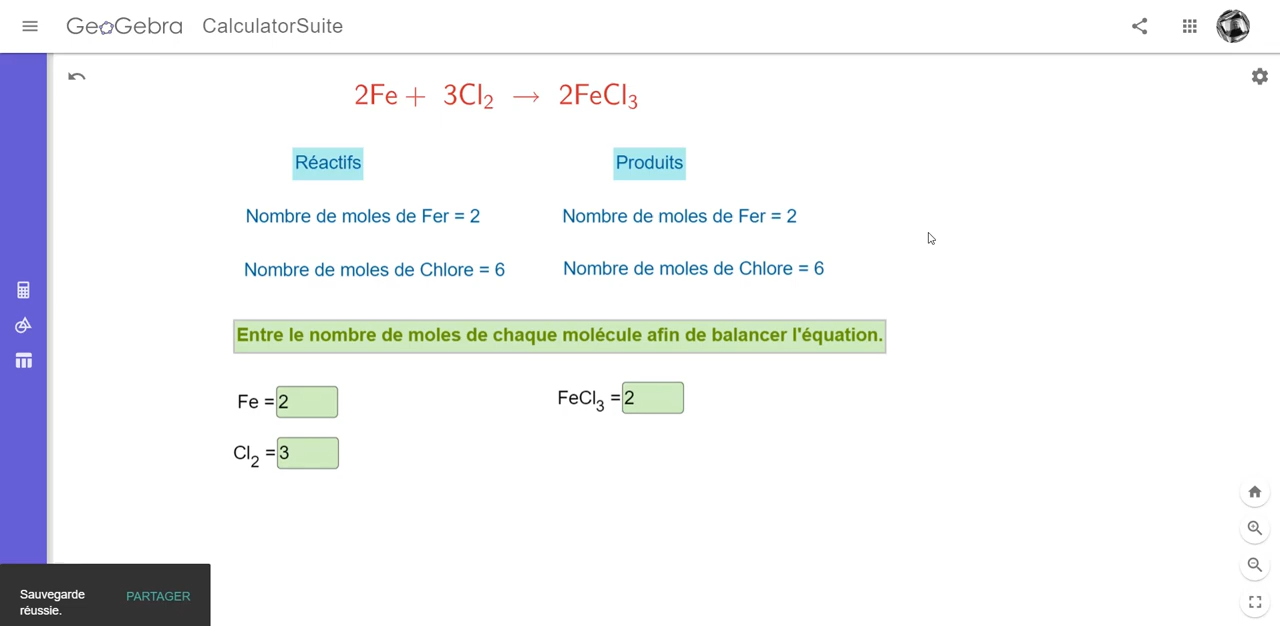 GeoGebra CalculatorSuite
2Fe + 3Cl₂ → 2FeCl₃
Réactifs Produits
Nombre de moles de Fer = 2 Nombre de moles de Fer = 2
Nombre de moles de Chlore = 6 Nombre de moles de Chlore = 6
Entre le nombre de moles de chaque molécule afin de balancer l'équation.
Fe = 2 FeCl₃ = 2
Cl₂ = 3
Sauvegarde
réussie.
PARTAGER